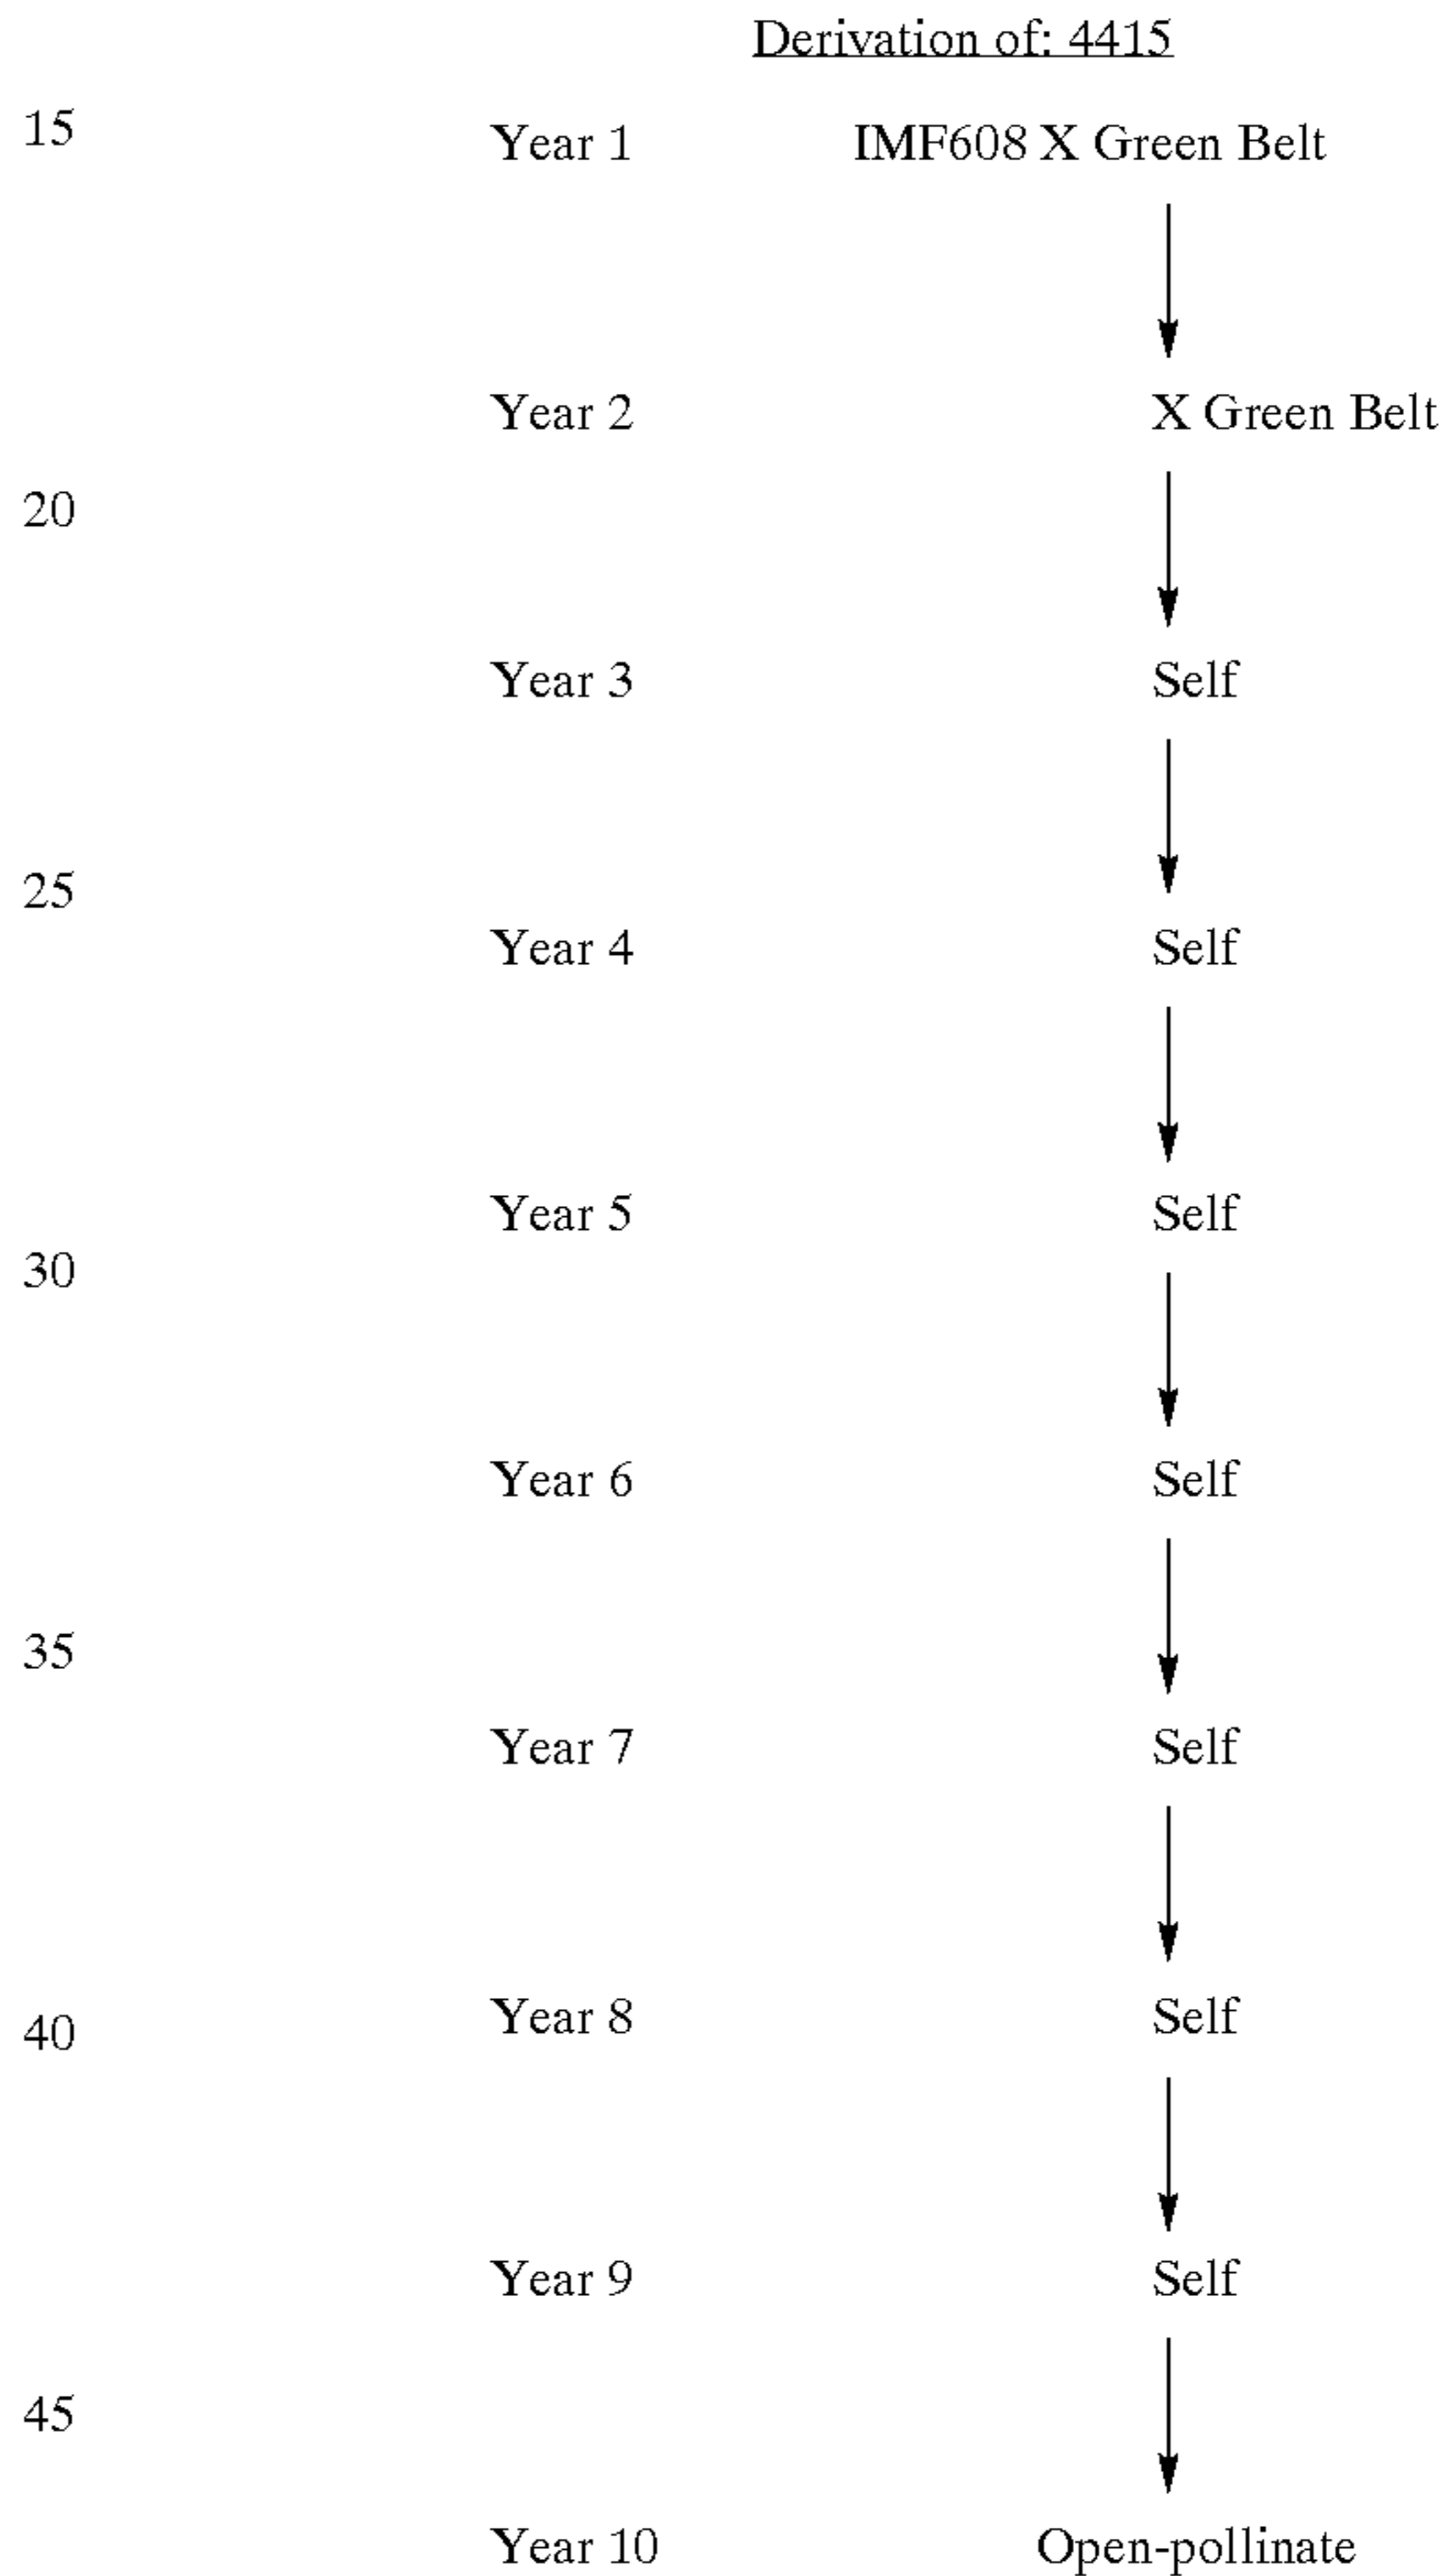 Derivation of: 4415
15
Year 1 IMF608 X Green Belt
Year 2 X Green Belt
20
Year 3 Self
25
Year 4 Self
Year 5 Self
30
Year 6 Self
35
Year 7 Self
Year 8 Self
40
Year 9 Self
45
Year 10 Open-pollinate